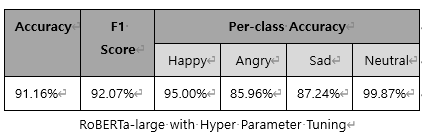 Accuracy F1 Score Per-class Accuracy
Happy Angry Sad Neutral
91.16% 92.07% 95.00% 85.96% 87.24% 99.87%
RoBERTa-large with Hyper Parameter Tuning